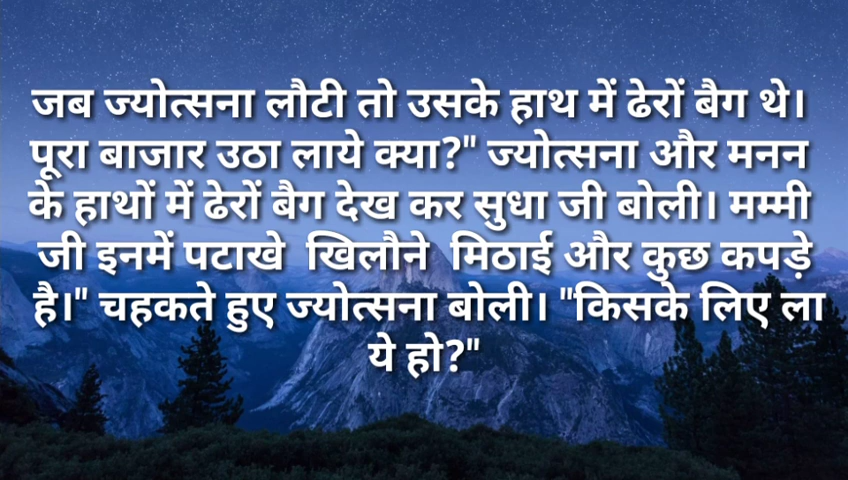 जब ज्योत्सना लौटी तो उसके हाथ में ढेरों बैग थे।
पूरा बाजार उठा लाये क्या?" ज्योत्सना और मनन
के हाथों में ढेरों बैग देख कर सुधा जी बोली। मम्मी
जी इनमें पटाखे  खिलौने  मिठाई और कुछ कपड़े
है।" चहकते हुए ज्योत्सना बोली। "किसके लिए ला
ये हो?"